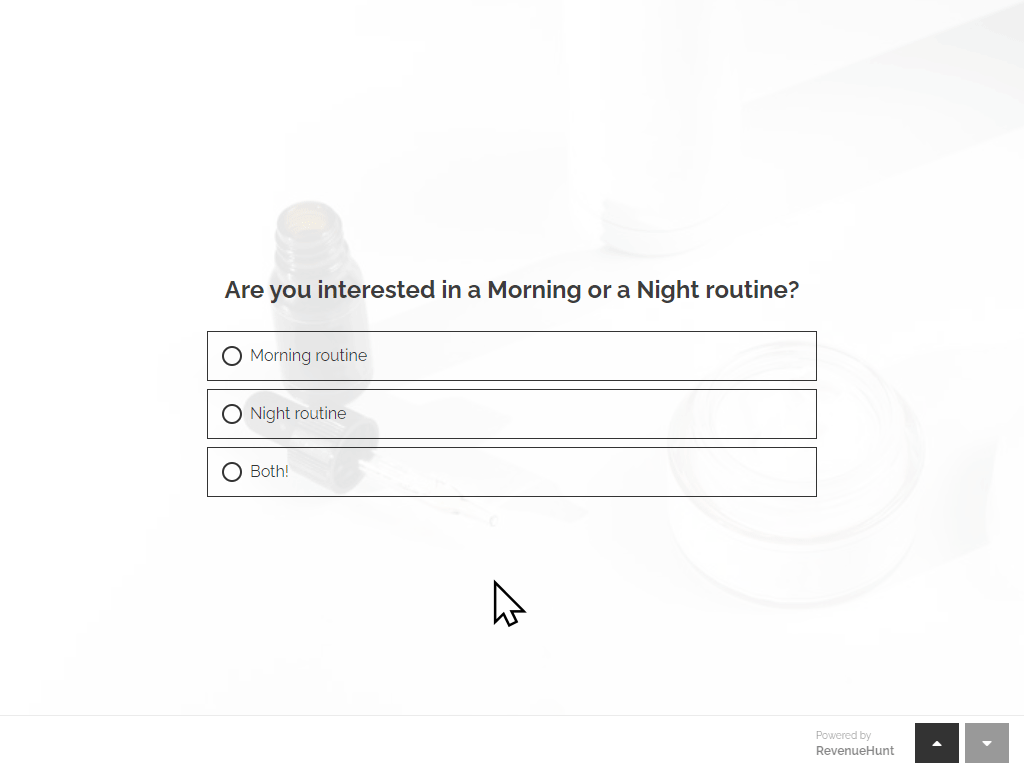 Are you interested in a Morning or a Night routine?
Morning routine
Night routine
Both!
Powered by
RevenueHunt